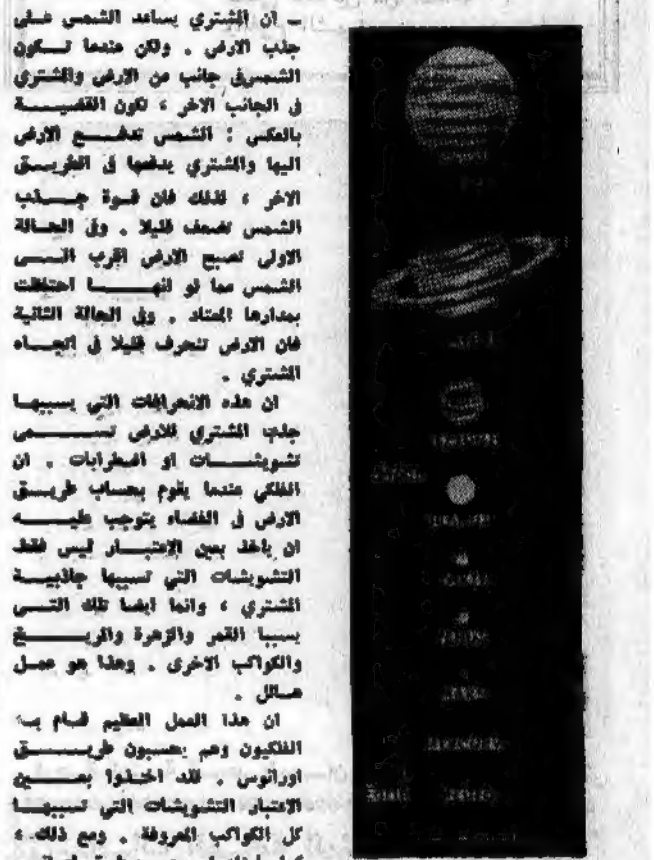 ـ ان المشتري يساعد الشمس على
جذب الارض . ولكن عندما تكون
الشمس في جانب من الارض والمشتري
في الجانب الاخر ، تكون القضية
بالعكس : الشمس تدفع الارض
اليها والمشتري يدفعها في الطريق
الاخر ، لذلك فان قوة جذب
الشمس تضعف قليلا . وفي الحالة
الاولى تصبح الارض اقرب الى
الشمس مما لو انها احتفظت
بمدارها المعتاد . وفي الحالة الثانية
فان الارض تنحرف قليلا في اتجاه
المشتري .
ان هذه الانحرافات التي يسببها
جذب المشتري للارض تسمى
تشويشات او اضطرابات . ان
الفلكي عندما يقوم بحساب طريق
الارض في الفضاء يتوجب عليه
ان ياخذ بعين الاعتبار ليس فقط
التشويشات التي تسببها جاذبية
المشتري ، وانما ايضا تلك التي
يسببا القمر والزهرة والمريخ
والكواكب الاخرى . وهذا هو عمل
هائل .
ان هذا العمل العظيم قام به
الفلكيون وهم يحسبون طريق
اورانوس . لقد اخذوا بعين
الاعتبار التشويشات التي تسببها
كل الكواكب المعروفة . ومع ذلك ،